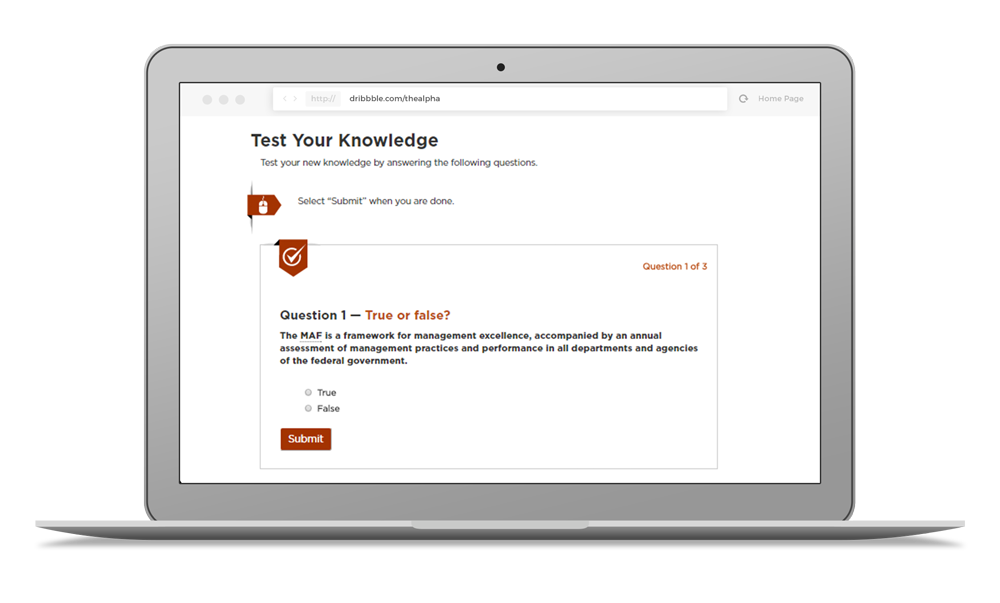 http:// dribbble.com/thealpha Home Page
Test Your Knowledge
Test your new knowledge by answering the following questions.
Select “Submit” when you are done.
Question 1 of 3
Question 1 — True or false?
The MAF is a framework for management excellence, accompanied by an annual
assessment of management practices and performance in all departments and agencies
of the federal government.
True
False
Submit